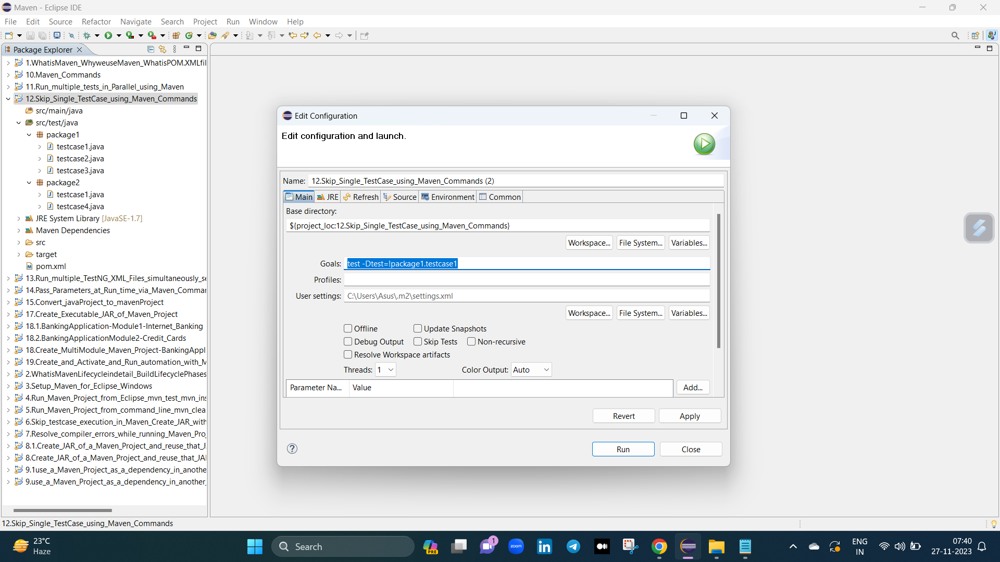 Maven - Eclipse IDE
File Edit Source Refactor Navigate Search Project Run Window Help
Package Explorer
1.WhatisMaven_WhyweuseMaven_WhatisPOM.XMLfil
10.Maven_Commands
11.Run_multiple_tests_in_Parallel_using_Maven
12.Skip_Single_TestCase_using_Maven_Commands
src/main/java
src/test/java
package1
testcase1.java
testcase2.java
testcase3.java
package2
testcase1.java
testcase4.java
JRE System Library [JavaSE-1.7]
Maven Dependencies
src
target
pom.xml
13.Run_multiple_TestNG_XML_Files_simultaneously_se
14.Pass_Parameters_at_Run_time_via_Maven_Comma
15.Convert_javaProject_to_mavenProject
17.Create_Executable_JAR_of_Maven_Project
18.1.BankingApplication-Module1-Internet_Banking
18.2.BankingApplicationModule2-Credit_Cards
18.Create_MultiModule_Maven_Project-BankingAppl
19.Create_and_Activate_and_Run_automation_with_M
2.WhatisMavenLifecycleindetail_BuildLifecyclePhases
3.Setup_Maven_for_Eclipse_Windows
4.Run_Maven_Project_from_Eclipse_mvn_test_mvn_ins
5.Run_Maven_Project_from_command_line_mvn_clea
6.Skip_testcase_execution_in_Maven_Create_JAR_with
7.Resolve_compiler_errors_while_running_Maven_Pro
8.1.Create_JAR_of_a_Maven_Project_and_reuse_that_J
8.Create_JAR_of_a_Maven_Project_and_reuse_that_JAI
9.1use_a_Maven_Project_as_a_dependency_in_anothe
9.use_a_Maven_Project_as_a_dependency_in_another_
Edit Configuration
Edit configuration and launch.
Name: 12.Skip_Single_TestCase_using_Maven_Commands (2)
Main JRE Refresh Source Environment Common
Base directory:
${project_loc:12.Skip_Single_TestCase_using_Maven_Commands}
Workspace... File System... Variables...
Goals: test -Dtest=!package1.testcase1
Profiles:
User settings: C:\Users\Asus\.m2\settings.xml
Workspace... File System... Variables...
Offline Update Snapshots
Debug Output Skip Tests Non-recursive
Resolve Workspace artifacts
Threads: 1 Color Output: Auto
Parameter Na... Value Add...
Revert Apply
Run Close
12.Skip_Single_TestCase_using_Maven_Commands
23°C
Haze
Search
PRE
1
zoom
ENG
IN
07:40
27-11-2023